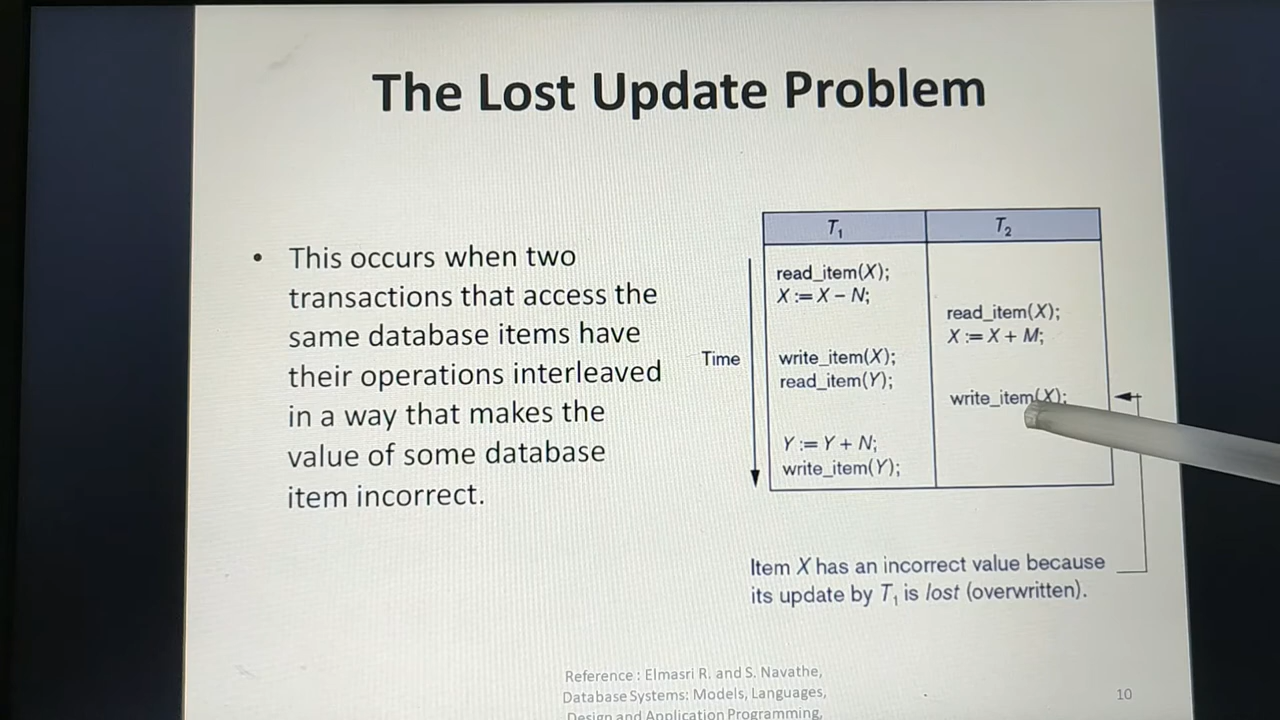 The Lost Update Problem
• This occurs when two
transactions that access the
same database items have
their operations interleaved
in a way that makes the
value of some database
item incorrect.
T1
T2
read_item(X);
X := X – N;
read_item(X);
X := X + M;
Time
write_item(X);
read_item(Y);
write_item(X);
Y := Y + N;
write_item(Y);
Item X has an incorrect value because
its update by T1 is lost (overwritten).
Reference : Elmasri R. and S. Navathe,
Database Systems: Models, Languages,
Design and Application Programming,
10